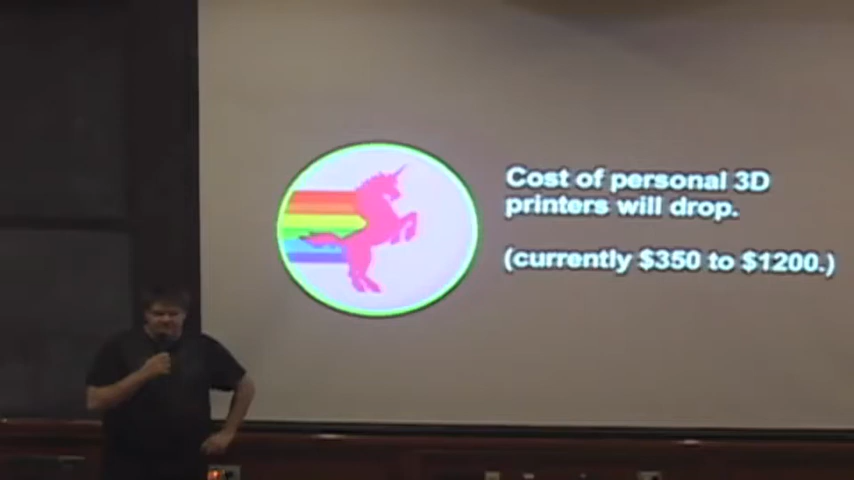 Cost of personal 3D
printers will drop.
(currently $350 to $1200.)